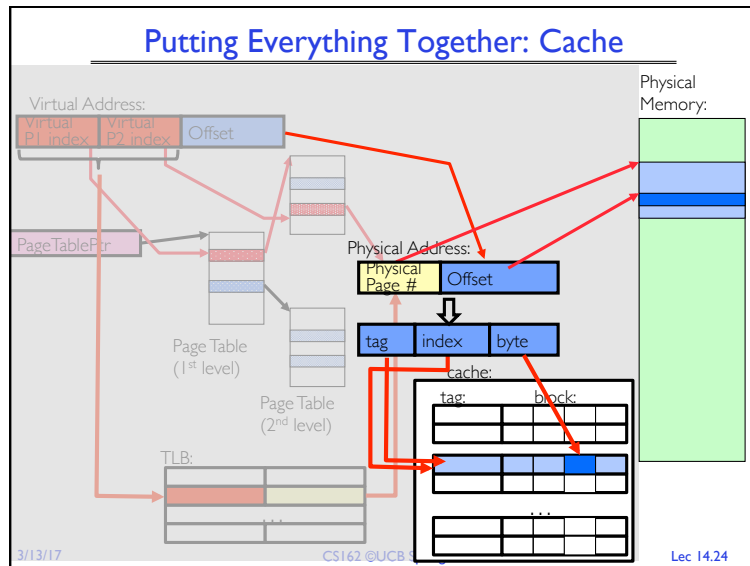 Putting Everything Together: Cache
Physical
Memory:
Virtual Address:
Virtual
P1 index
Virtual
P2 index
Offset
PageTablePtr
Physical Address:
Physical
Page #
Offset
tag
index
byte
Page Table
(1st level)
cache:
tag:
block:
Page Table
(2nd level)
TLB:
...
...
3/13/17
CS162 ©UCB
Lec 14.24